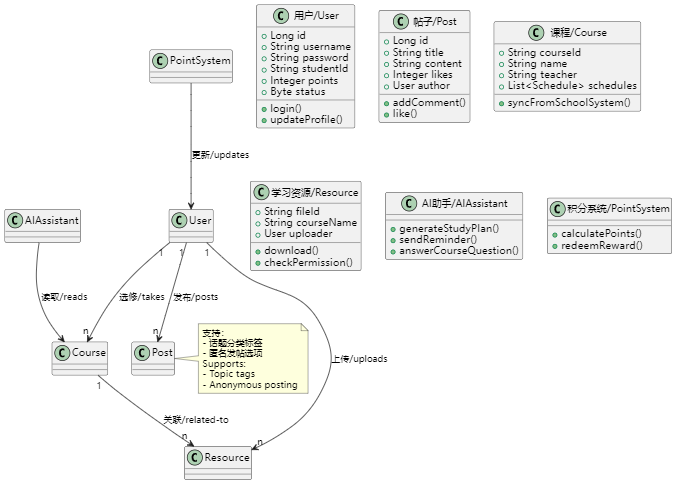 PointSystem
用户/User
Long id
String username
String password
String studentId
Integer points
Byte status
login()
updateProfile()
帖子/Post
Long id
String title
String content
Integer likes
User author
addComment()
like()
课程/Course
String courseId
String name
String teacher
List<Schedule> schedules
syncFromSchoolSystem()
更新/updates
AIAssistant
User
学习资源/Resource
String fileId
String courseName
User uploader
download()
checkPermission()
AI助手/AIAssistant
generateStudyPlan()
sendReminder()
answerCourseQuestion()
积分系统/PointSystem
calculatePoints()
redeemReward()
1
1
1
读取/reads
选修/takes
发布/posts
上传/uploads
n
n
Course
Post
支持：
- 话题分类标签
- 匿名发帖选项
Supports:
- Topic tags
- Anonymous posting
1
关联/related-to
n
n
Resource